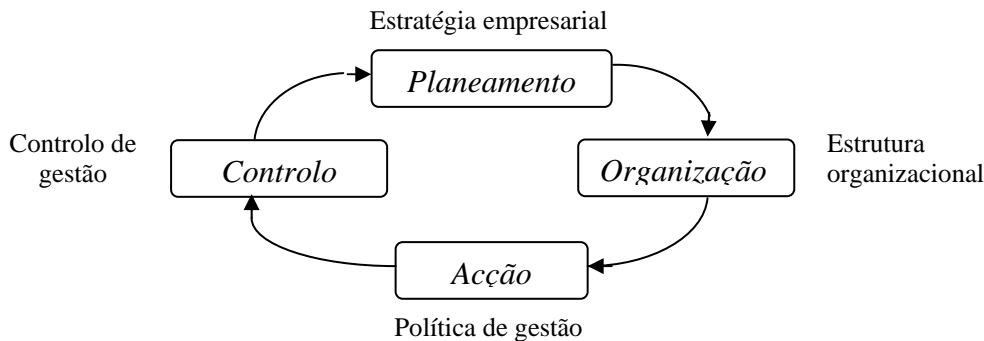 Estratégia empresarial
Planeamento
Controlo de
gestão
Controlo
Organização
Estrutura
organizacional
Acção
Política de gestão